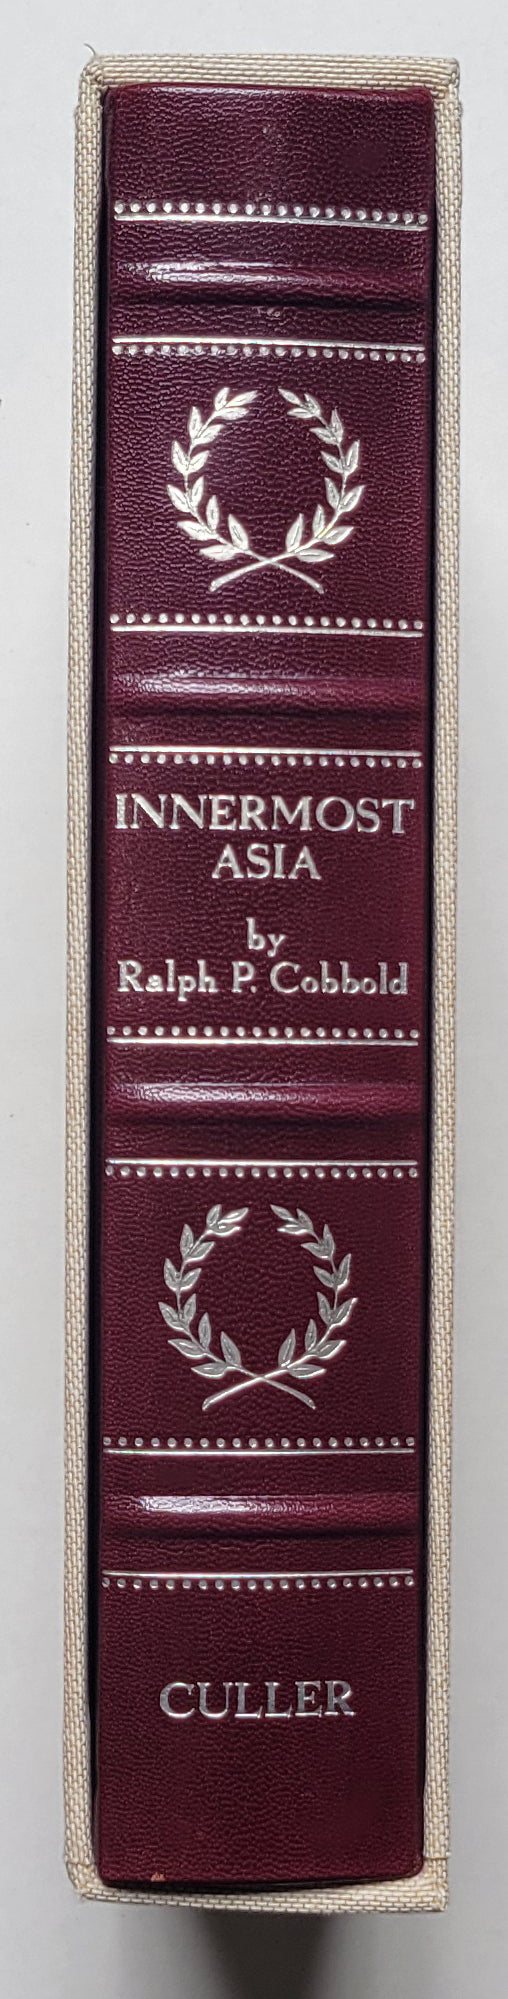 INNERMOST
ASIA
by
Ralph P. Cobbold
CULLER